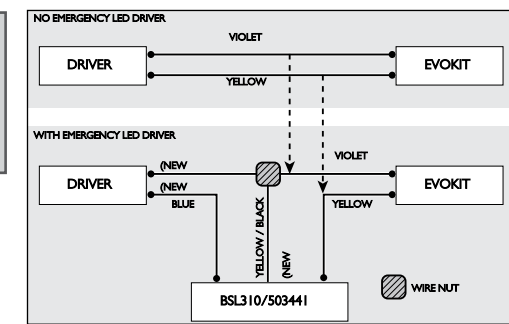 NO EMERGENCY LED DRIVER
VIOLET
DRIVER
EVOKIT
YELLOW
WITH EMERGENCY LED DRIVER
(NEW
VIOLET
DRIVER
EVOKIT
(NEW
BLUE
YELLOW
YELLOW / BLACK
(NEW
WIRE NUT
BSL310/503441